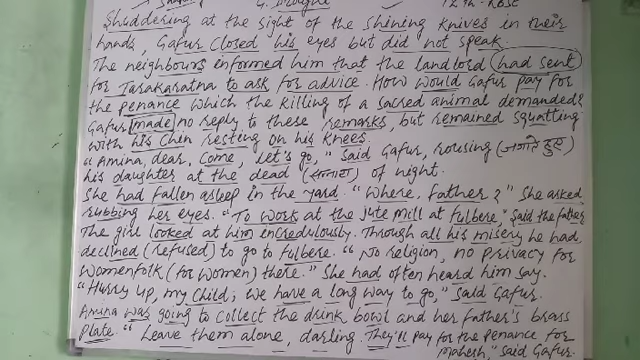 12th. RBSE
Shuddering at the sight of the shining knives in their
hands, Gafur closed his eyes but did not speak.
The neighbours informed him that the landlord had sent
for Tarakaratna to ask for advice. How would Gafur pay for
the penance which the killing of a sacred animal demanded?
Gafur made no reply to these remarks, but remained squatting
with his chin resting on his knees.
"Amina, dear, come, let's go," said Gafur, rousing (जगाते हुए)
his daughter at the dead (सन्नाटा) of night.
She had fallen asleep in the yard. "Where, father?" She asked
rubbing her eyes. "To work at the jute mill at fulbere," said the father
The girl looked at him incredulously. Through all his misery he had
declined (refused) to go to fulbere. "No religion, no privacy for
womenfolk (for women) there." She had often heard him say.
"Hurry up, my child; we have a long way to go," said Gafur.
Amina was going to collect the drink bowl and her father's brass
plate. "Leave them alone, darling. They'll pay for the penance for
Mahesh," said Gafur.